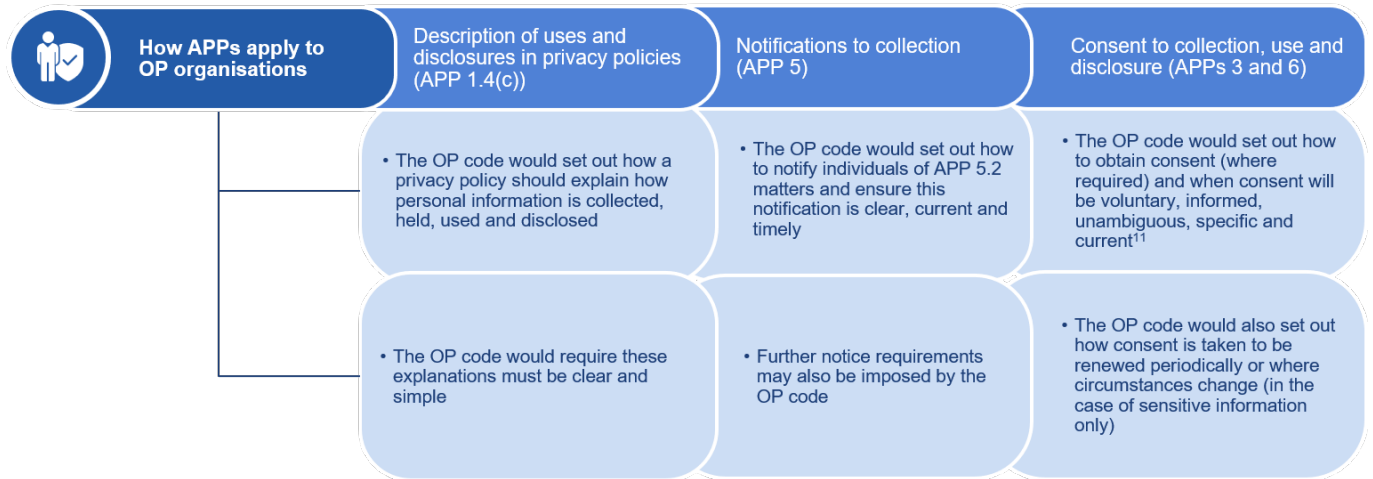 How APPs apply to
OP organisations
Description of uses and
disclosures in privacy policies
(APP 1.4(c))
Notifications to collection
(APP 5)
Consent to collection, use and
disclosure (APPs 3 and 6)
• The OP code would set out how a
privacy policy should explain how
personal information is collected,
held, used and disclosed
• The OP code would set out how
to notify individuals of APP 5.2
matters and ensure this
notification is clear, current and
timely
• The OP code would set out how
to obtain consent (where
required) and when consent will
be voluntary, informed,
unambiguous, specific and
current¹¹
• The OP code would require these
explanations must be clear and
simple
• Further notice requirements
may also be imposed by the
OP code
• The OP code would also set out
how consent is taken to be
renewed periodically or where
circumstances change (in the
case of sensitive information
only)